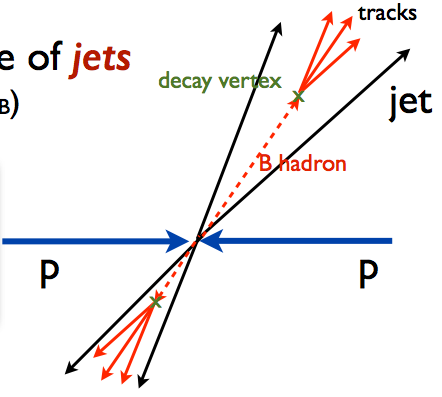 tracks
e of jets
decay vertex
B)
jet
B hadron
P
P